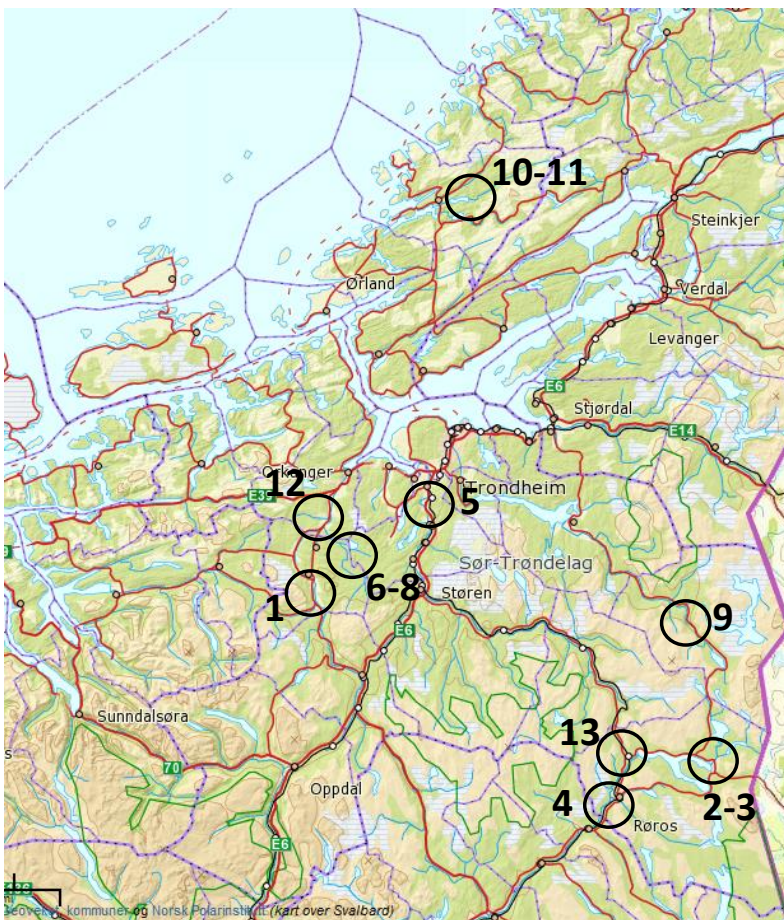 10-11
Steinkjer
Ørland
Verdal
Levanger
E6
Stjørdal
E14
Orkanger
12
E39
Trondheim
5
Sør-Trøndelag
1
6-8
Støren
9
E6
Sunndalsøra
13
70
Oppdal
4
2-3
Røros
E6
kommuner og Norsk Polarinstitutt (kart over Svalbard)